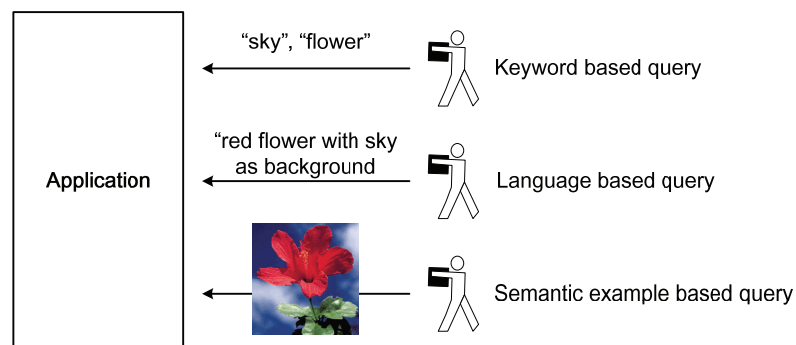 “sky”, “flower”
Keyword based query
“red flower with sky
as background
Application
Language based query
Semantic example based query